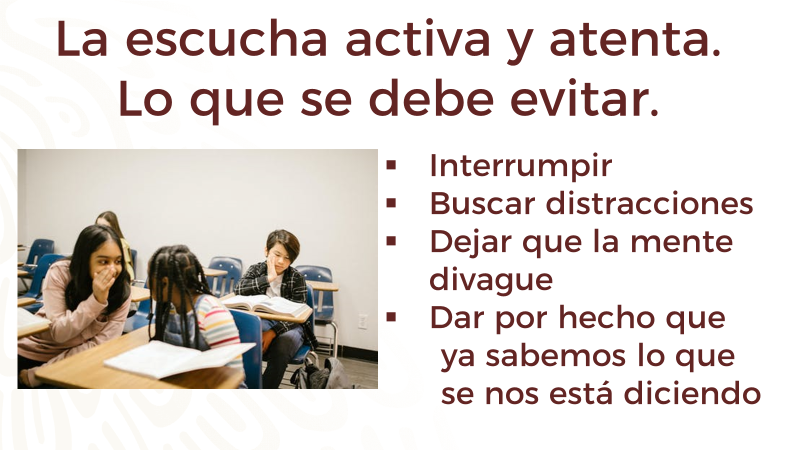 La escucha activa y atenta.
Lo que se debe evitar.
▪ Interrumpir
▪ Buscar distracciones
▪ Dejar que la mente
divague
▪ Dar por hecho que
ya sabemos lo que
se nos está diciendo